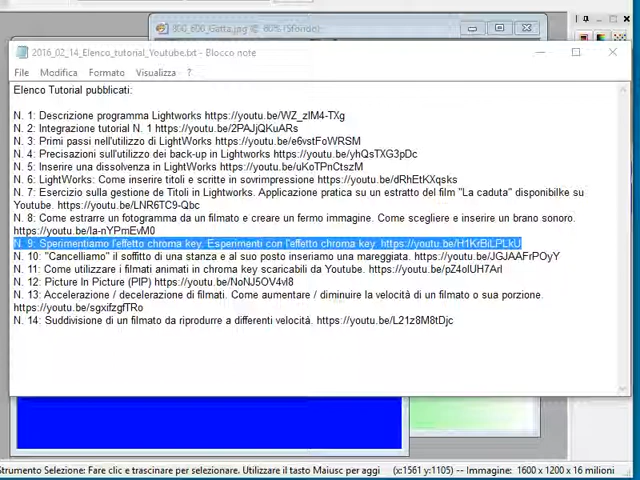 800_600_Gatta.jpg @ 80% (Sfondo)
2016_02_14_Elenco_tutorial_Youtube.txt - Blocco note
File Modifica Formato Visualizza ?
Elenco Tutorial pubblicati:
N. 1: Descrizione programma Lightworks https://youtu.be/WZ_zIM4-TXg
N. 2: Integrazione tutorial N. 1 https://youtu.be/2PAJjQKuARs
N. 3: Primi passi nell'utilizzo di LightWorks https://youtu.be/e6vstFoWRSM
N. 4: Precisazioni sull'utilizzo dei back-up in Lightworks https://youtu.be/yhQsTXG3pDc
N. 5: Inserire una dissolvenza in LightWorks https://youtu.be/uKoTPnCtszM
N. 6: LightWorks: Come inserire titoli e scritte in sovrimpressione https://youtu.be/dRhEtKXqsks
N. 7: Esercizio sulla gestione de Titoli in Lightworks. Applicazione pratica su un estratto del film "La caduta" disponibilke su
Youtube. https://youtu.be/LNR6TC9-Qbc
N. 8: Come estrarre un fotogramma da un filmato e creare un fermo immagine. Come scegliere e inserire un brano sonoro.
https://youtu.be/la-nYPmEvM0
N. 9: Sperimentiamo l'effetto chroma key. Esperimenti con l'effetto chroma key. https://youtu.be/H1KrBiLPLkU
N. 10: "Cancelliamo" il soffitto di una stanza e al suo posto inseriamo una mareggiata. https://youtu.be/JGJAAFrPOyY
N. 11: Come utilizzare i filmati animati in chroma key scaricabili da Youtube. https://youtu.be/pZ4olUH7ArI
N. 12: Picture In Picture (PIP) https://youtu.be/NoNJ5OV4vl8
N. 13: Accelerazione / decelerazione di filmati. Come aumentare / diminuire la velocità di un filmato o sua porzione.
https://youtu.be/sgxifzgfTRo
N. 14: Suddivisione di un filmato da riprodurre a differenti velocità. https://youtu.be/L21z8M8tDjc
Strumento Selezione: Fare clic e trascinare per selezionare. Utilizzare il tasto Maiusc per aggi (x:1561 y:1105) -- Immagine: 1600 x 1200 x 16 milioni